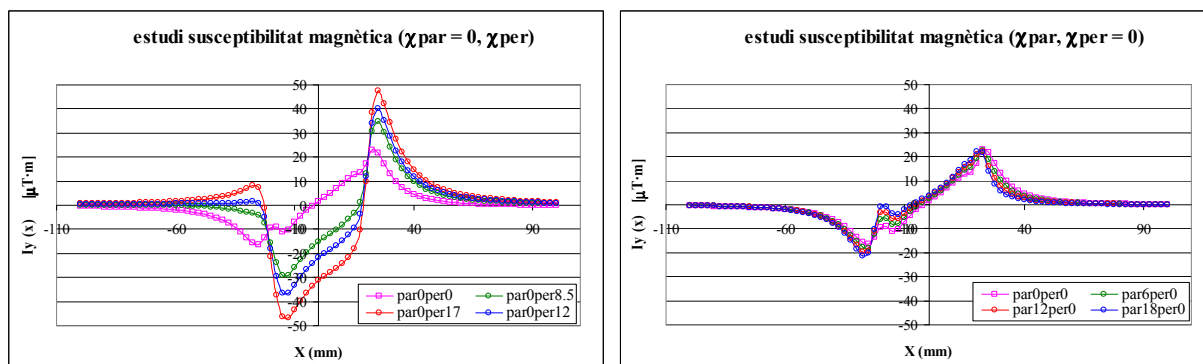 estudi susceptibilitat magnètica (χpar = 0, χper)
50
40
30
20
10
0
-10
-20
-30
-40
-50
-110 -60 -10 40 90
Iy (x) [μT·m]
X (mm)
par0per0 par0per8.5
par0per17 par0per12
estudi susceptibilitat magnètica (χpar, χper = 0)
50
40
30
20
10
0
-10
-20
-30
-40
-50
-110 -60 -10 40 90
Iy (x) [μT·m]
X (mm)
par0per0 par6per0
par12per0 par18per0